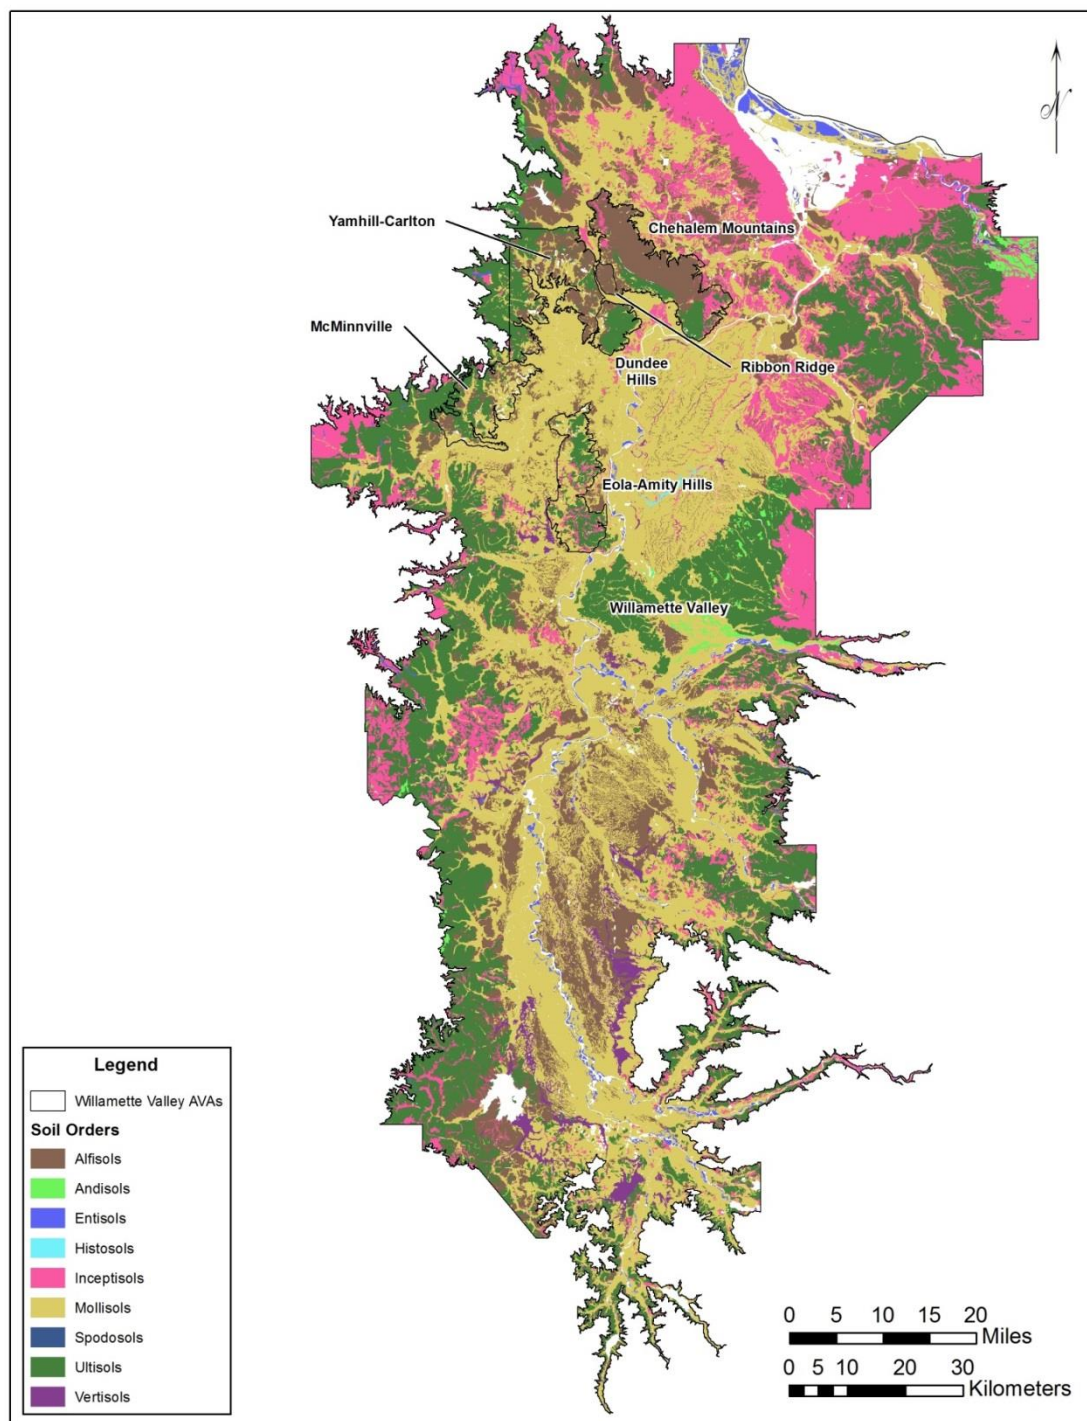 N
Yamhill-Carlton
Chehalem Mountains
McMinnville
Dundee
Hills
Ribbon Ridge
Eola-Amity Hills
Willamette Valley
Legend
Willamette Valley AVAs
Soil Orders
Alfisols
Andisols
Entisols
Histosols
Inceptisols
Mollisols
Spodosols
Ultisols
Vertisols
0 5 10 15 20
Miles
0 5 10 20 30
Kilometers